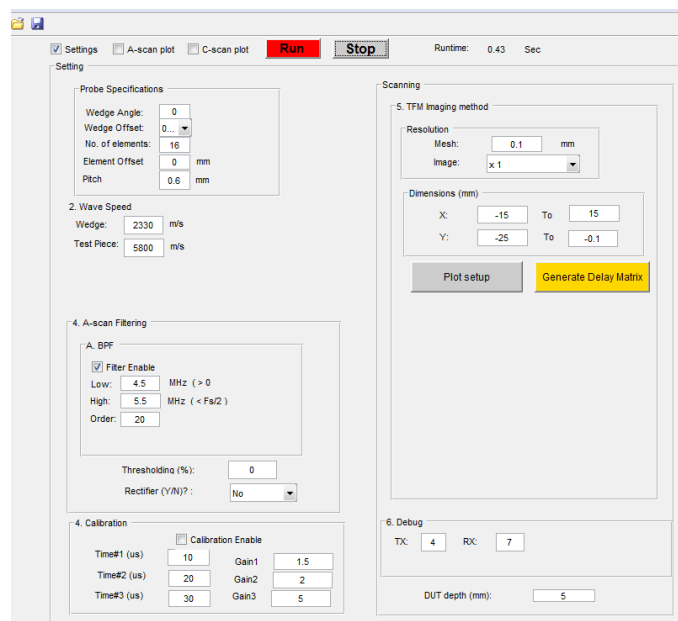 Settings A-scan plot C-scan plot Run Stop Runtime: 0.43 Sec
Setting
Probe Specifications
Wedge Angle: 0
Wedge Offset: 0...
No. of elements: 16
Element Offset 0 mm
Pitch 0.6 mm
2. Wave Speed
Wedge: 2330 m/s
Test Piece: 5800 m/s
4. A-scan Filtering
A. BPF
Filter Enable
Low: 4.5 MHz ( > 0
High: 5.5 MHz ( < Fs/2 )
Order: 20
Thresholding (%): 0
Rectifier (Y/N)? : No
4. Calibration
Calibration Enable
Time#1 (us) 10 Gain1 1.5
Time#2 (us) 20 Gain2 2
Time#3 (us) 30 Gain3 5
Scanning
5. TFM Imaging method
Resolution
Mesh: 0.1 mm
Image: x 1
Dimensions (mm)
X: -15 To 15
Y: -25 To -0.1
Plot setup Generate Delay Matrix
6. Debug
TX: 4 RX: 7
DUT depth (mm): 5